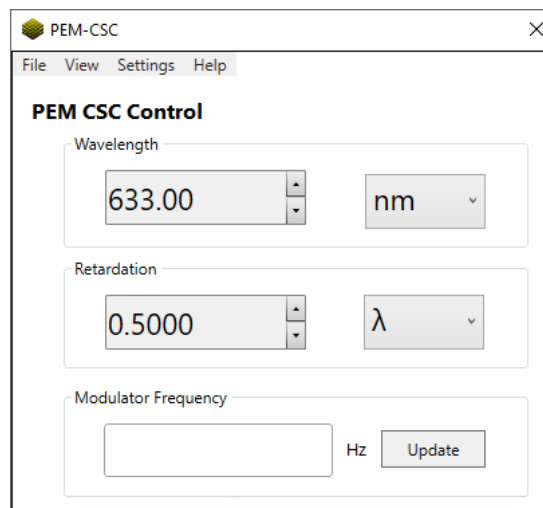 PEM-CSC
File View Settings Help
PEM CSC Control
Wavelength
633.00 nm
Retardation
0.5000 λ
Modulator Frequency
Hz Update